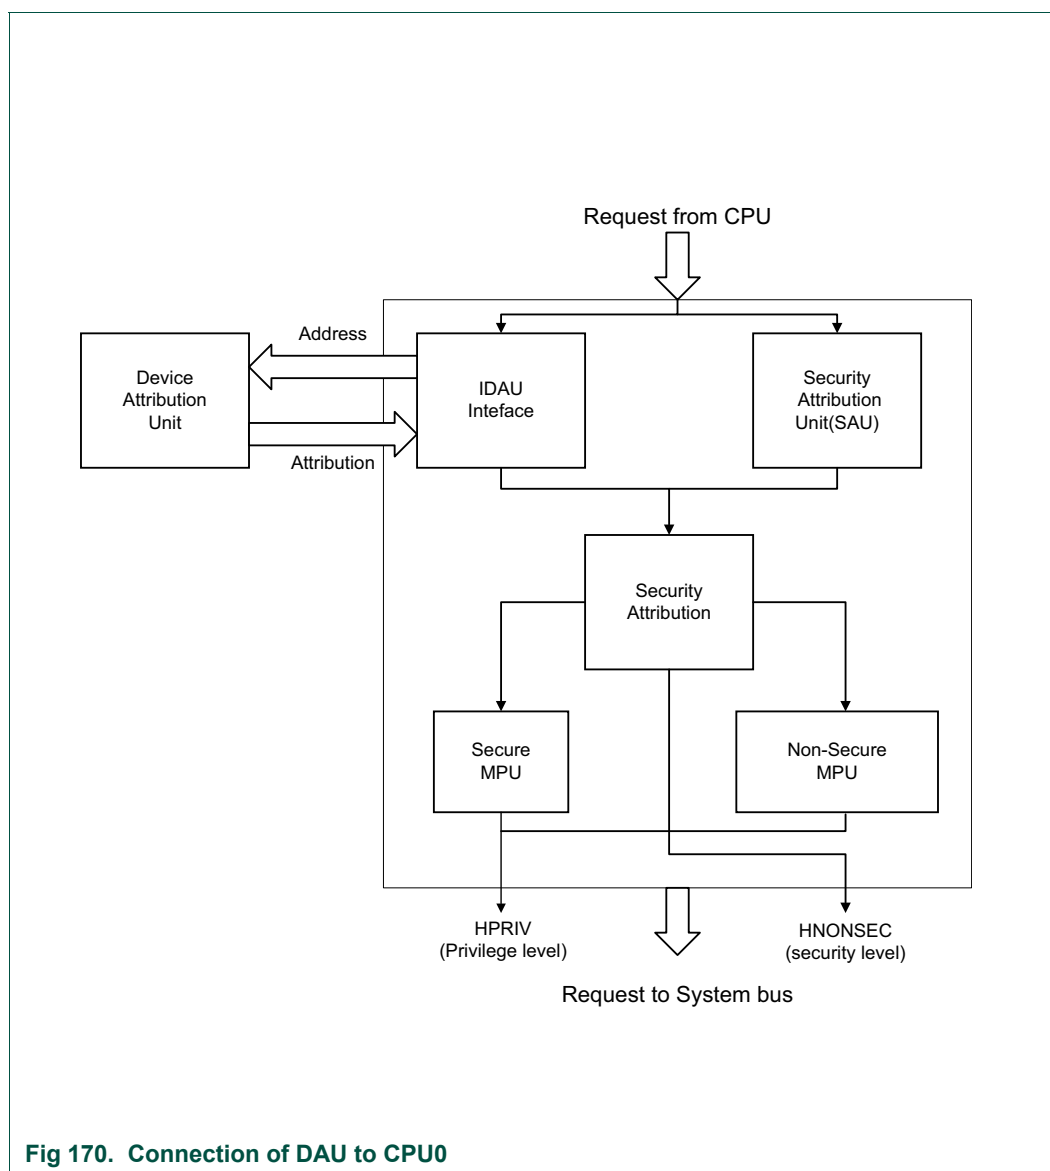 Request from CPU
Address
Device
Attribution
Unit
IDAU
Inteface
Security
Attribution
Unit(SAU)
Attribution
Security
Attribution
Secure
MPU
Non-Secure
MPU
HPRIV
(Privilege level)
HNONSEC
(security level)
Request to System bus
Fig 170. Connection of DAU to CPU0